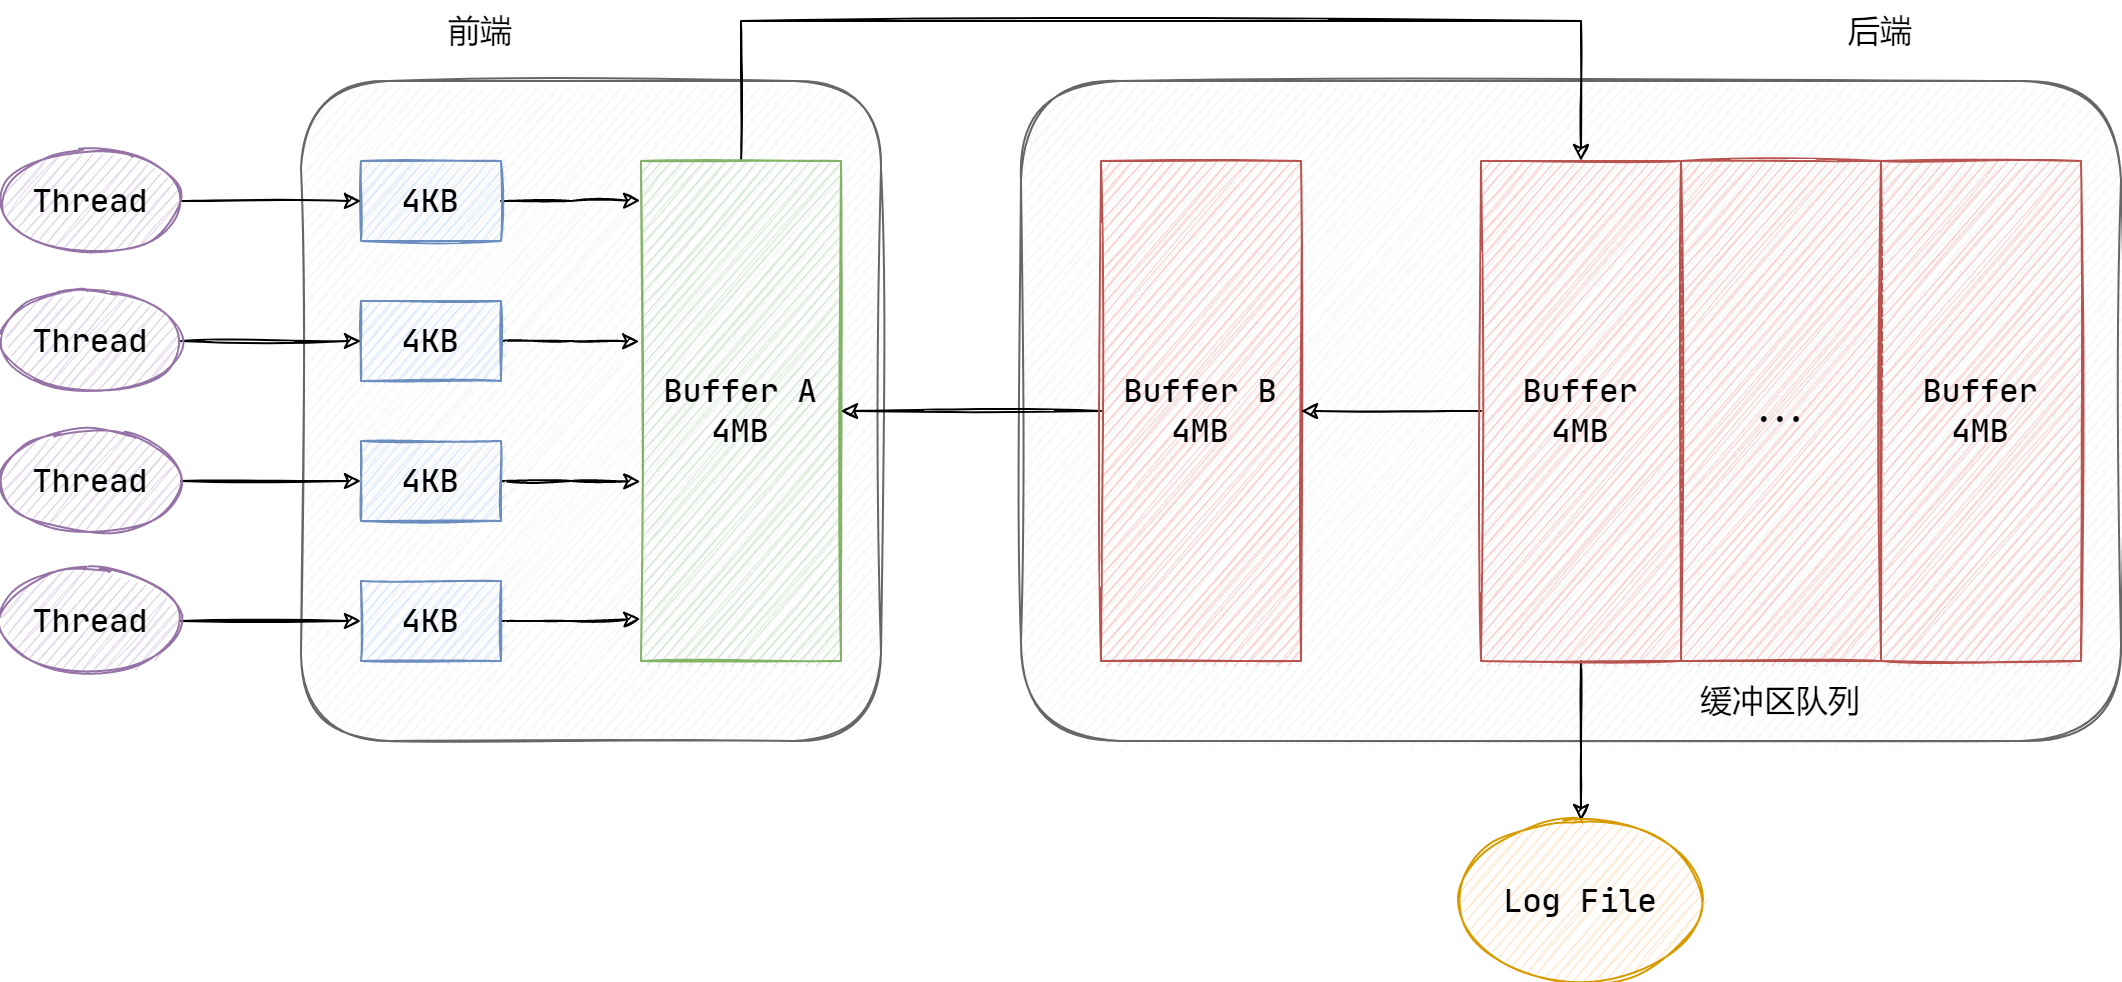 前端
后端
Thread
4KB
Thread
4KB
Thread
4KB
Thread
4KB
Buffer A
4MB
Buffer B
4MB
Buffer
4MB
...
Buffer
4MB
缓冲区队列
Log File